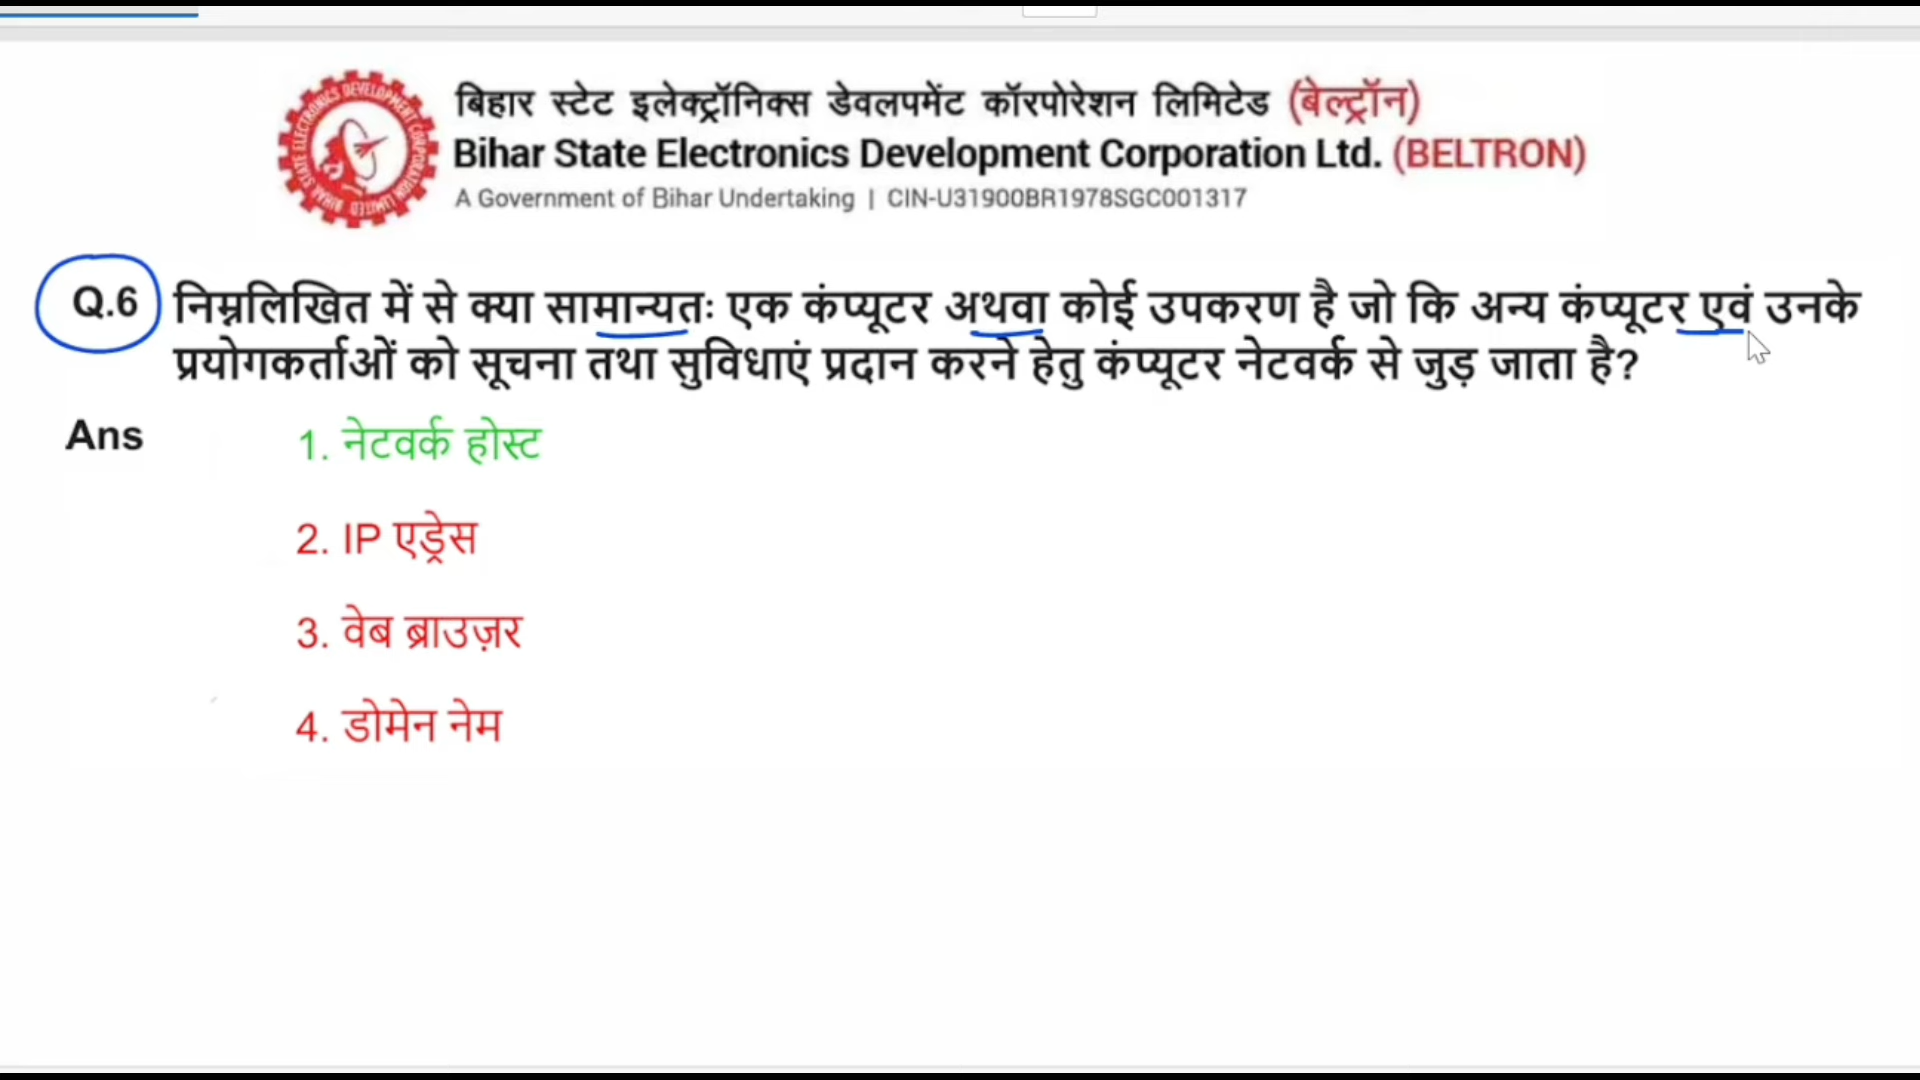 बिहार स्टेट इलेक्ट्रॉनिक्स डेवलपमेंट कॉरपोरेशन लिमिटेड (बेल्ट्रॉन)
Bihar State Electronics Development Corporation Ltd. (BELTRON)
A Government of Bihar Undertaking | CIN-U31900BR1978SGC001317
Q.6 निम्नलिखित में से क्या सामान्यतः एक कंप्यूटर अथवा कोई उपकरण है जो कि अन्य कंप्यूटर एवं उनके
प्रयोगकर्ताओं को सूचना तथा सुविधाएं प्रदान करने हेतु कंप्यूटर नेटवर्क से जुड़ जाता है?
Ans 1. नेटवर्क होस्ट
2. IP एड्रेस
3. वेब ब्राउज़र
4. डोमेन नेम